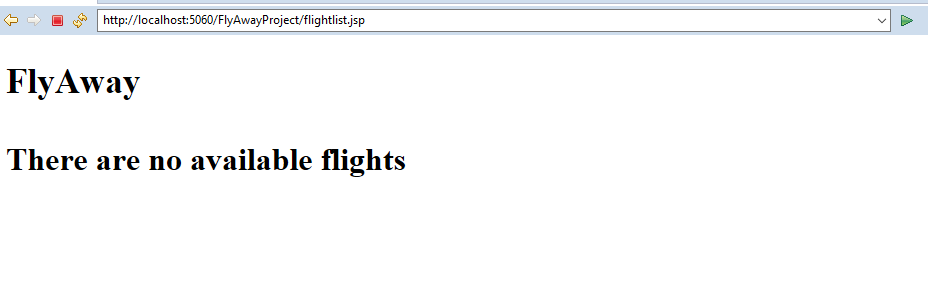 http://localhost:5060/FlyAwayProject/flightlist.jsp
FlyAway
There are no available flights